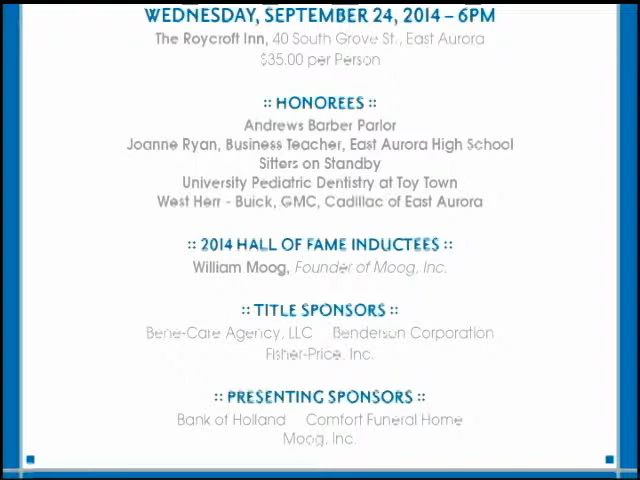 WEDNESDAY, SEPTEMBER 24, 2014 – 6PM
The Roycroft Inn, 40 South Grove St., East Aurora
$35.00 per Person
:: HONOREES ::
Andrews Barber Parlor
Joanne Ryan, Business Teacher, East Aurora High School
Sitters on Standby
University Pediatric Dentistry at Toy Town
West Herr - Buick, GMC, Cadillac of East Aurora
:: 2014 HALL OF FAME INDUCTEES ::
William Moog, Founder of Moog, Inc.
:: TITLE SPONSORS ::
Bene-Care Agency, LLC Benderson Corporation
Fisher-Price, Inc.
:: PRESENTING SPONSORS ::
Bank of Holland Comfort Funeral Home
Moog, Inc.